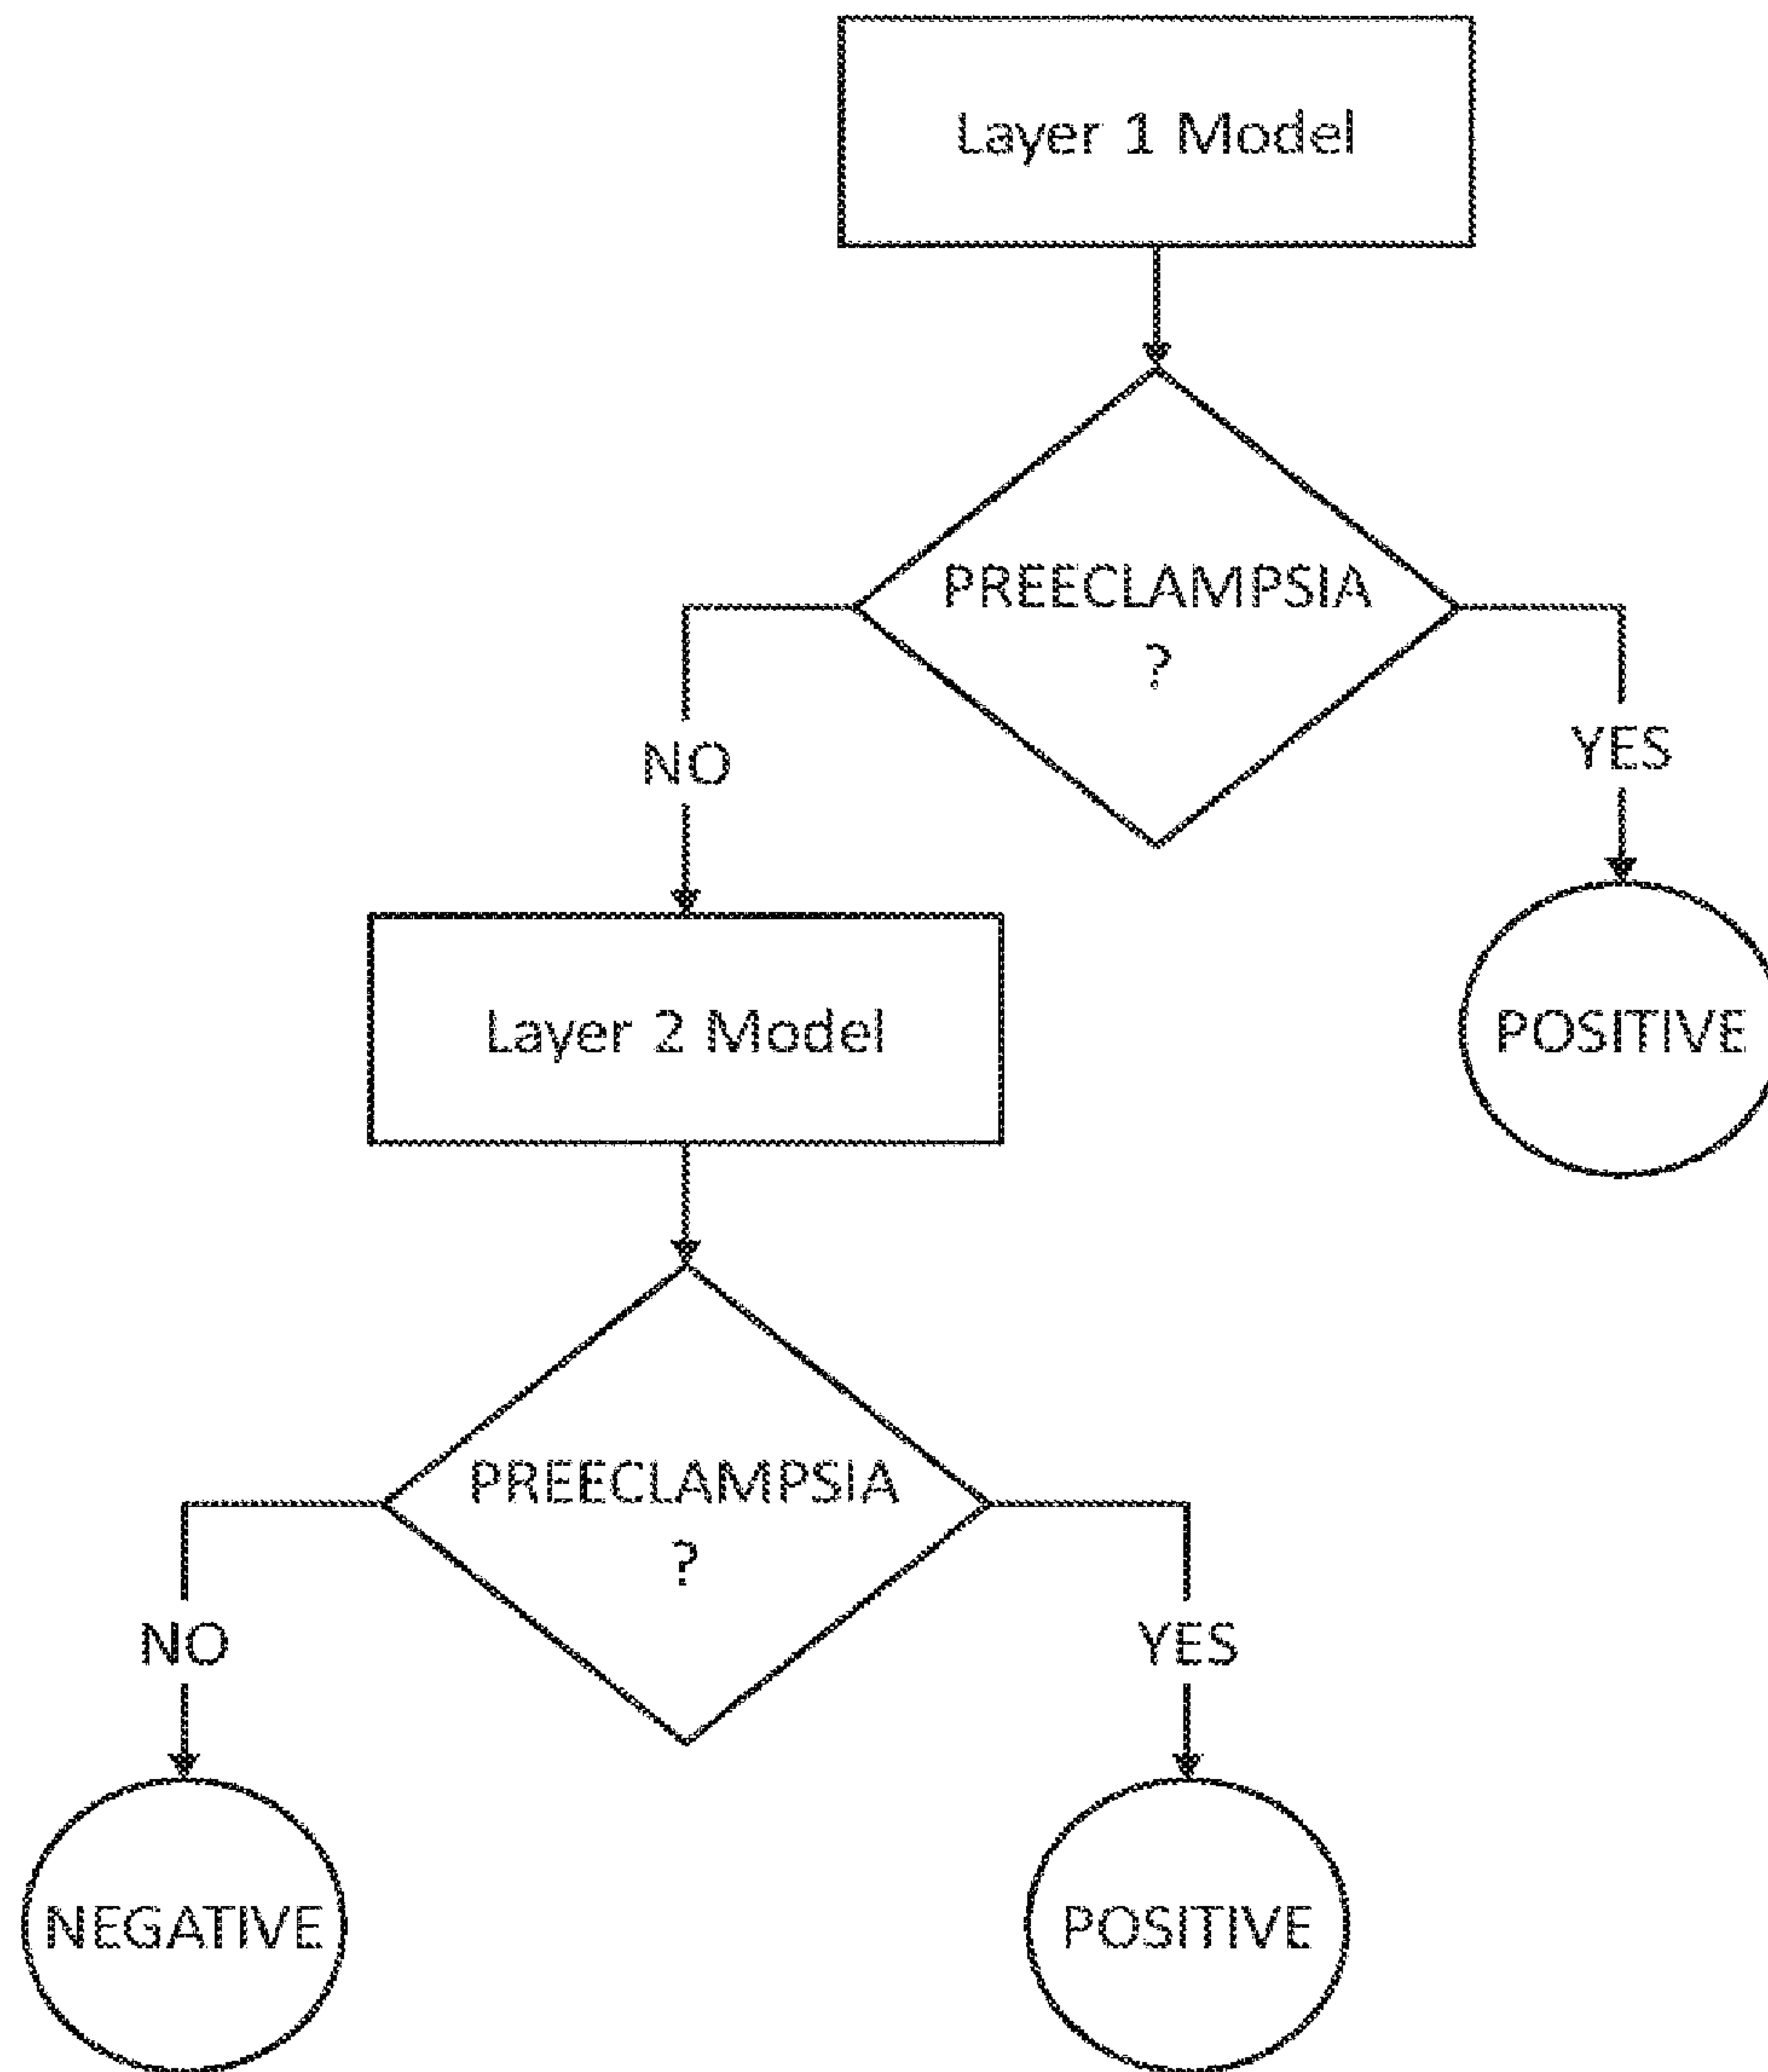 Layer 1 Model
PREECLAMPSIA
?
NO
YES
Layer 2 Model
POSITIVE
PREECLAMPSIA
?
NO
YES
NEGATIVE
POSITIVE